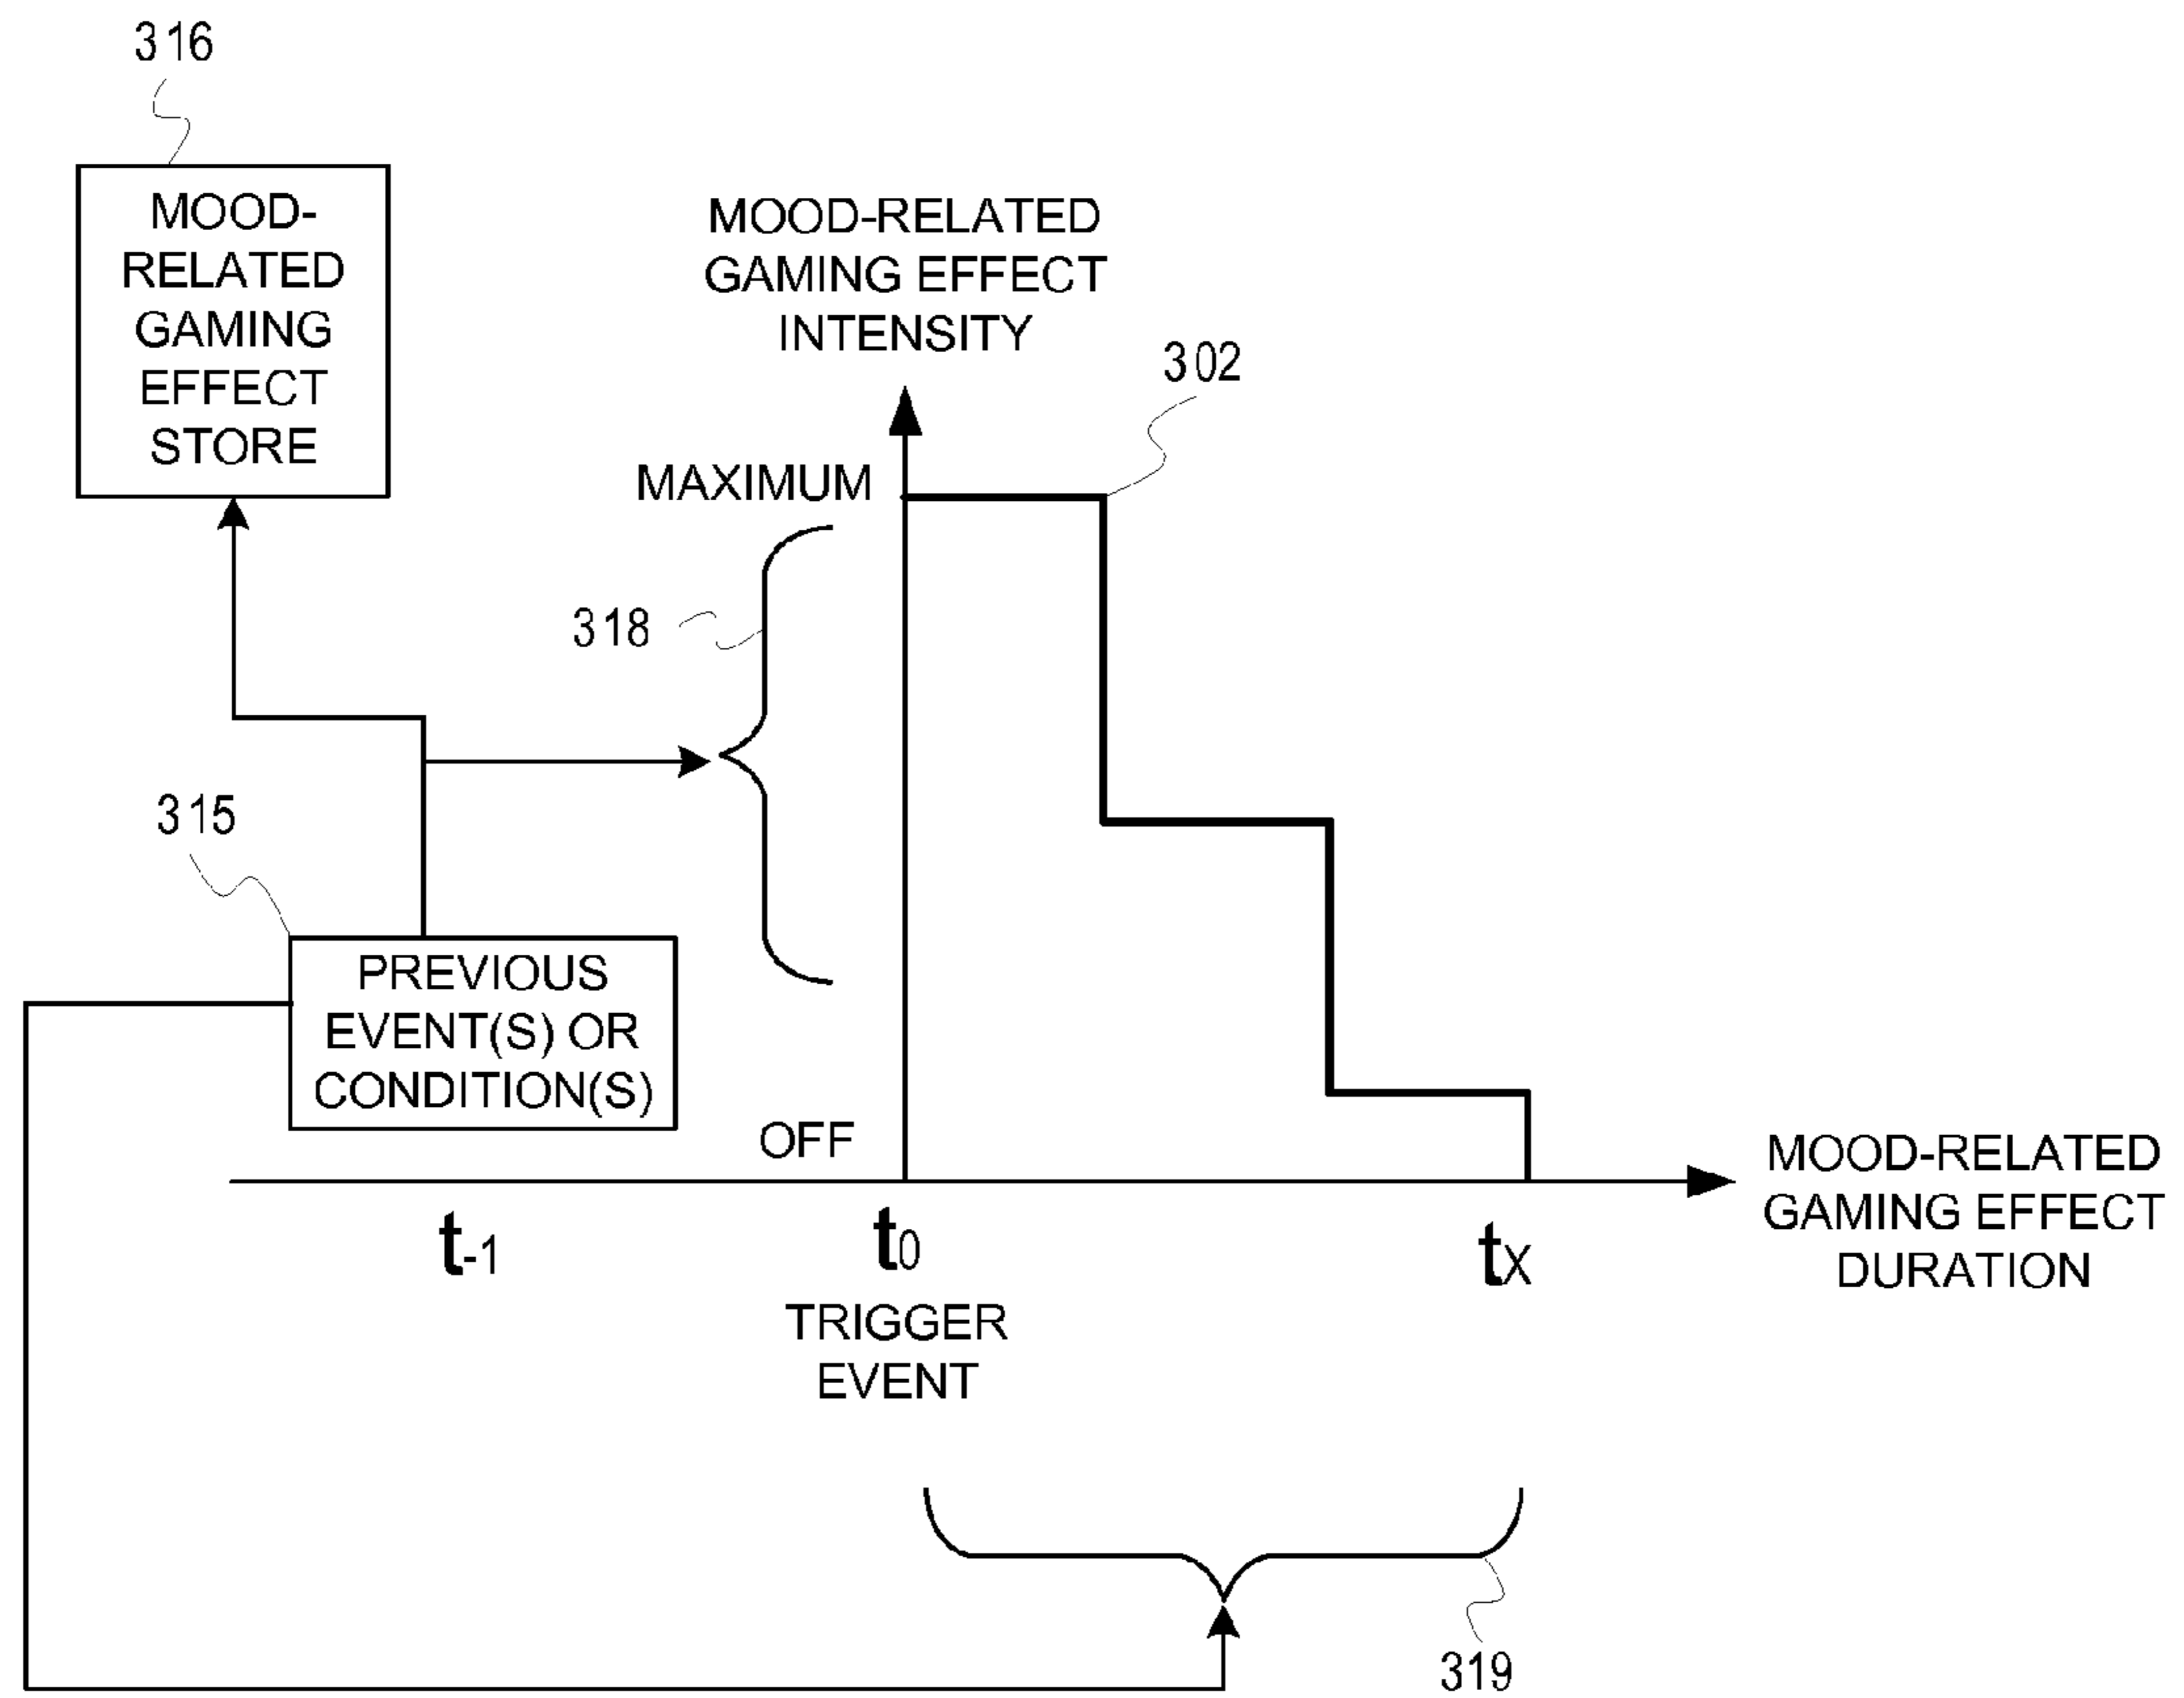 316
MOOD-
RELATED
GAMING
EFFECT
STORE
MOOD-RELATED
GAMING EFFECT
INTENSITY
302
MAXIMUM
318
315
PREVIOUS
EVENT(S) OR
CONDITION(S)
OFF
MOOD-RELATED
GAMING EFFECT
DURATION
t-1
t0
tX
TRIGGER
EVENT
319